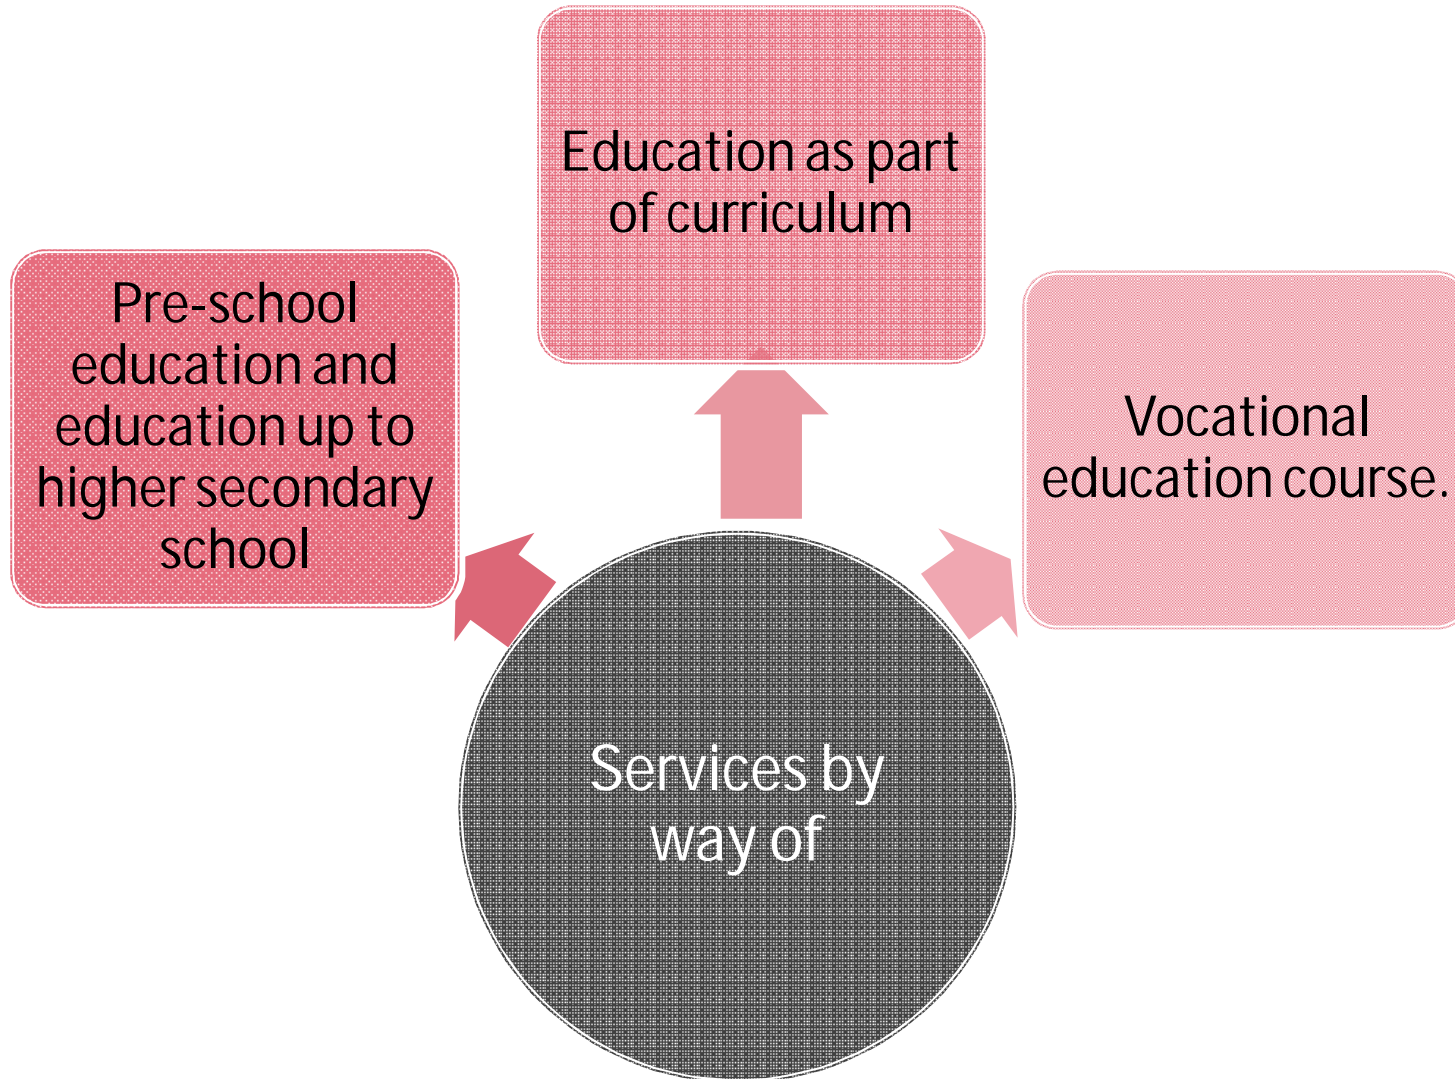 Education as part
of curriculum
Pre-school
education and
education up to
higher secondary
school
Vocational
education course.
Services by
way of